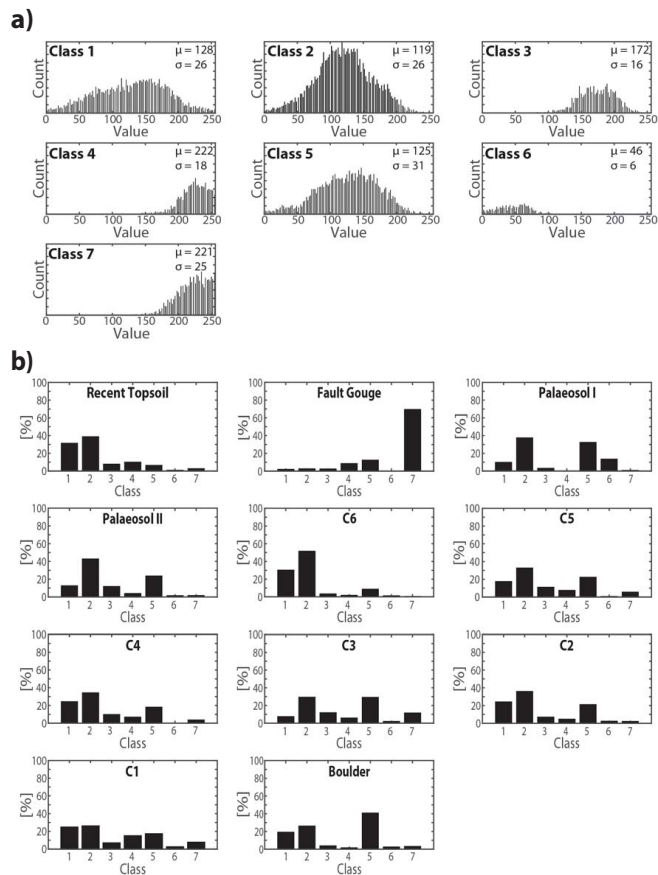 a)
Class 1
μ = 128
σ = 26
Count
0 50 100 150 200 250
Value
Class 2
μ = 119
σ = 26
0 50 100 150 200 250
Value
Class 3
μ = 172
σ = 16
Count
0 50 100 150 200 250
Value
Class 4
μ = 222
σ = 18
Count
0 50 100 150 200 250
Value
Class 5
μ = 125
σ = 31
Count
0 50 100 150 200 250
Value
Class 6
μ = 46
σ = 6
Count
0 50 100 150 200 250
Value
Class 7
μ = 221
σ = 25
Count
0 50 100 150 200 250
Value
b)
Recent Topsoil
[%]
100
80
60
40
20
0
1 2 3 4 5 6 7
Class
Fault Gouge
[%]
100
80
60
40
20
0
1 2 3 4 5 6 7
Class
Palaeosol I
[%]
100
80
60
40
20
0
1 2 3 4 5 6 7
Class
Palaeosol II
[%]
100
80
60
40
20
0
1 2 3 4 5 6 7
Class
C6
[%]
100
80
60
40
20
0
1 2 3 4 5 6 7
Class
C5
[%]
100
80
60
40
20
0
1 2 3 4 5 6 7
Class
C4
[%]
100
80
60
40
20
0
1 2 3 4 5 6 7
Class
C3
[%]
100
80
60
40
20
0
1 2 3 4 5 6 7
Class
C2
[%]
100
80
60
40
20
0
1 2 3 4 5 6 7
Class
C1
[%]
100
80
60
40
20
0
1 2 3 4 5 6 7
Class
Boulder
[%]
100
80
60
40
20
0
1 2 3 4 5 6 7
Class